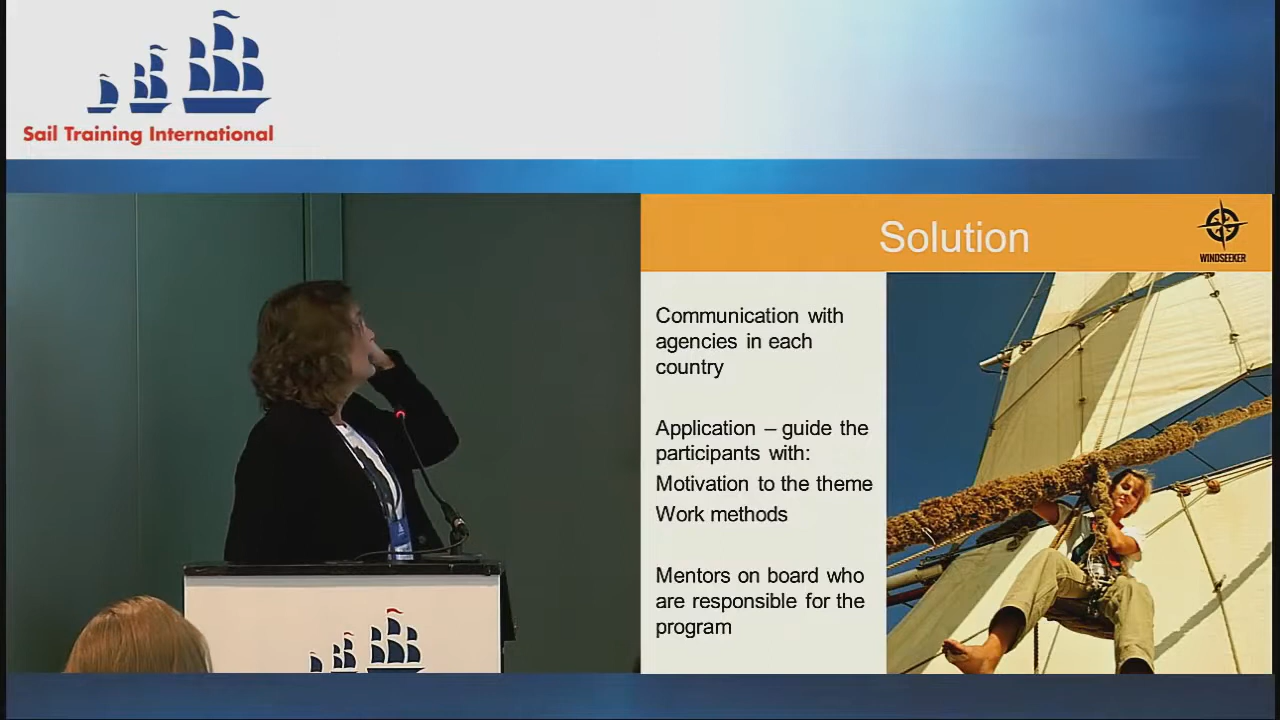 Sail Training International
Solution
WINDSEEKER
Communication with
agencies in each
country
Application – guide the
participants with:
Motivation to the theme
Work methods
Mentors on board who
are responsible for the
program